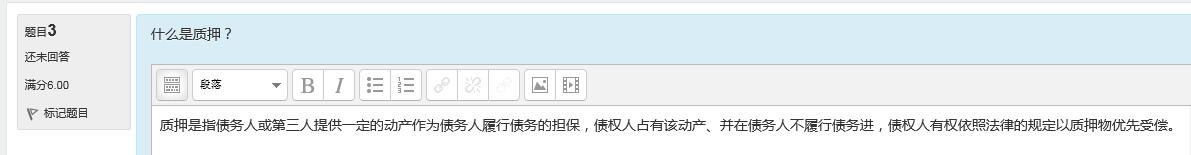 题目3
还未回答
满分6.00
标记题目
什么是质押？
段落
B I
质押是指债务人或第三人提供一定的动产作为债务人履行债务的担保，债权人占有该动产、并在债务人不履行债务进，债权人有权依照法律的规定以质押物优先受偿。